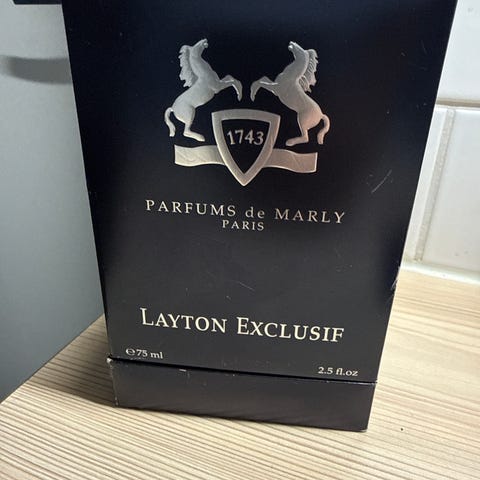 1743
PARFUMS de MARLY
PARIS
LAYTON EXCLUSIF
℮75 ml
2.5 fl.oz